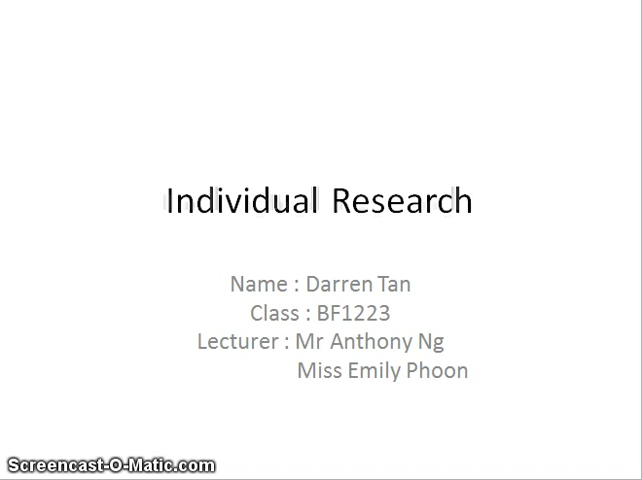 Individual Research
Name : Darren Tan
Class : BF1223
Lecturer : Mr Anthony Ng
Miss Emily Phoon
Screencast-O-Matic.com